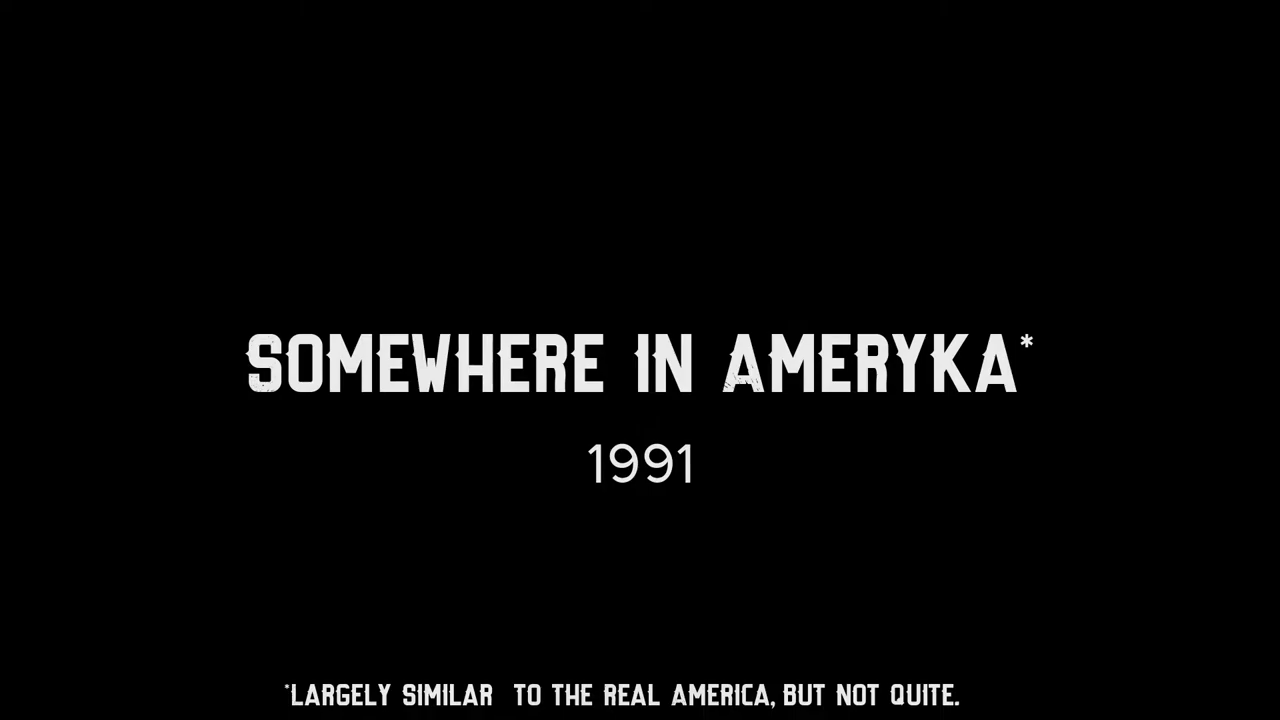 SOMEWHERE IN AMERYKA*
1991
*LARGELY SIMILAR TO THE REAL AMERICA, BUT NOT QUITE.